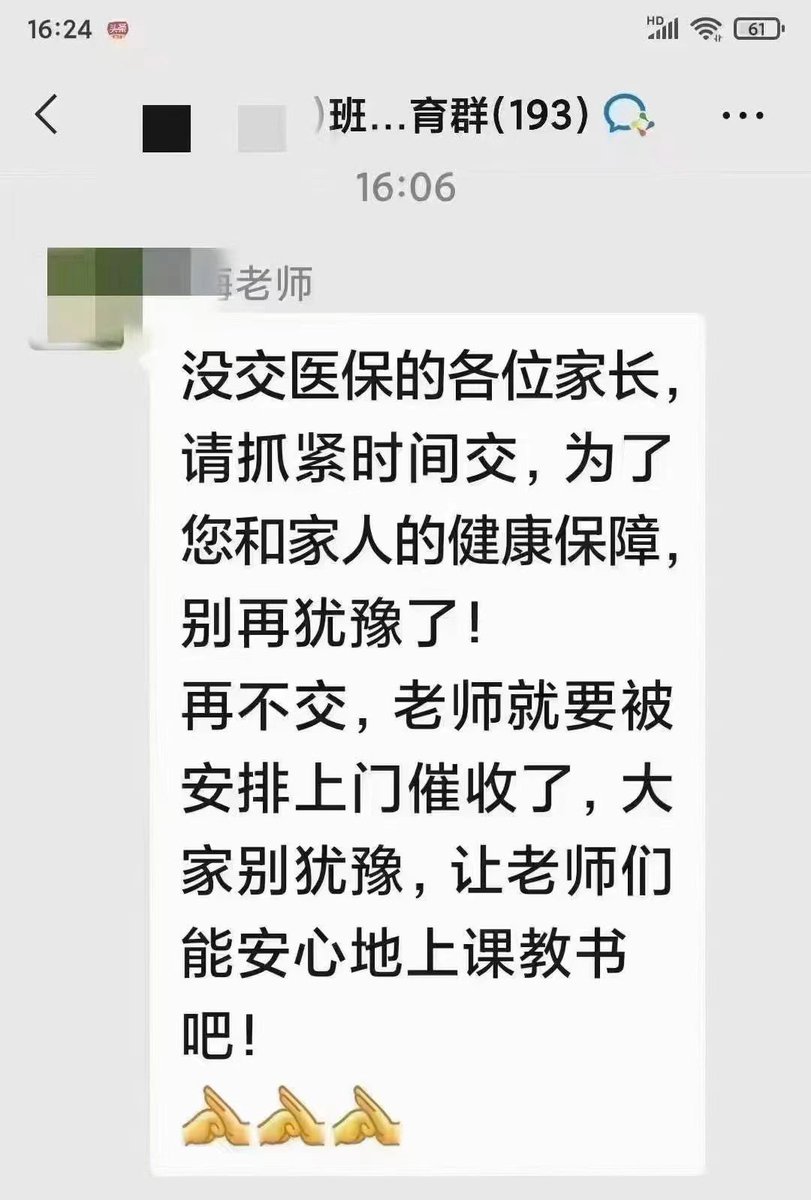 16:24
头条
HD
61
)班...育群(193)
16:06
老师
没交医保的各位家长,
请抓紧时间交,为了
您和家人的健康保障,
别再犹豫了!
再不交,老师就要被
安排上门催收了,大
家别犹豫,让老师们
能安心地上课教书
吧!